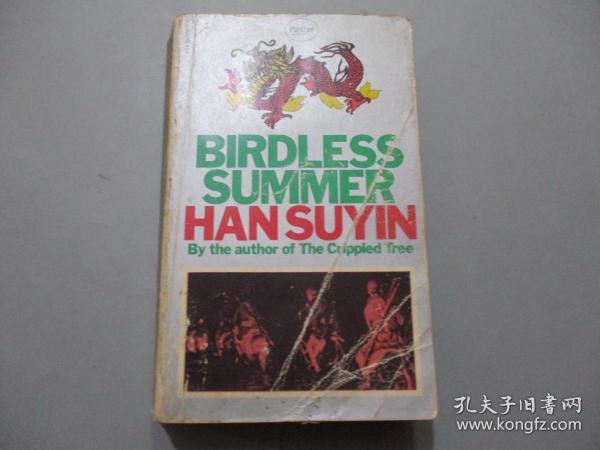 Panther
BIRDLESS
SUMMER
HAN SUYIN
By the author of The Crippled Tree
孔夫子旧书网
www.kongfz.com